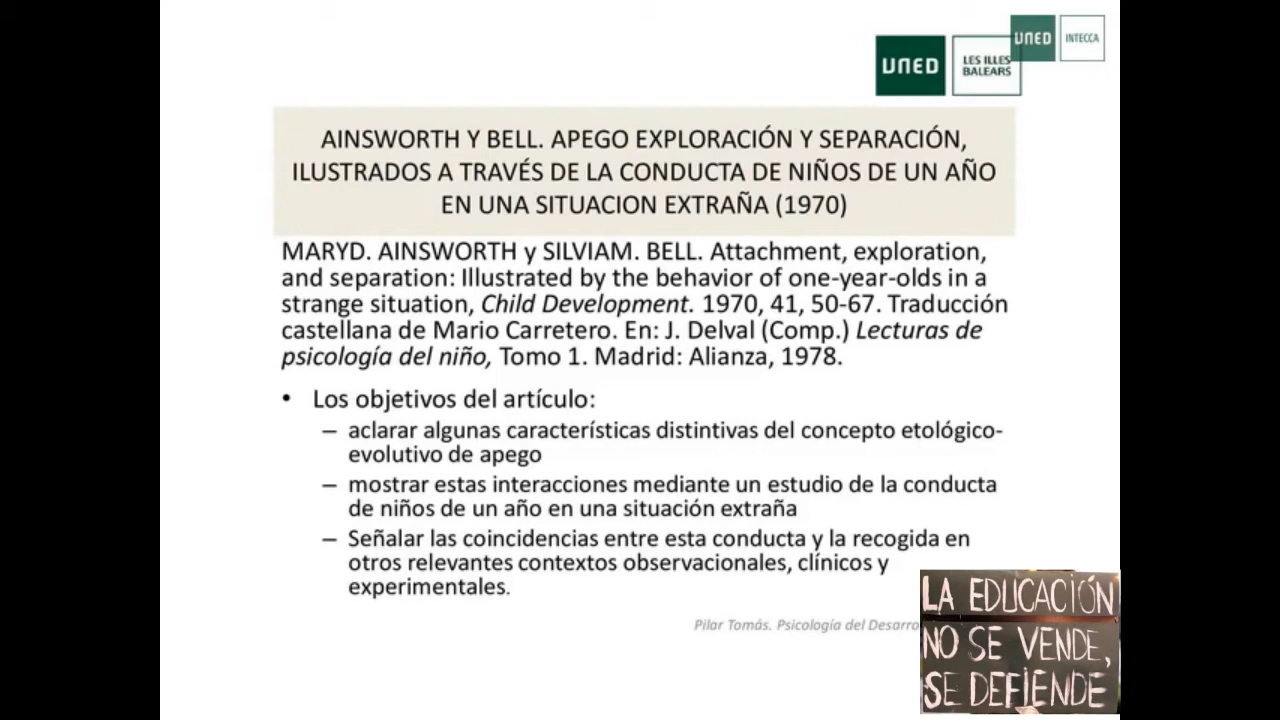 UNED
INTECCA
UNED
LES ILLES
BALEARS
AINSWORTH Y BELL. APEGO EXPLORACIÓN Y SEPARACIÓN,
ILUSTRADOS A TRAVÉS DE LA CONDUCTA DE NIÑOS DE UN AÑO
EN UNA SITUACION EXTRAÑA (1970)
MARYD. AINSWORTH y SILVIAM. BELL. Attachment, exploration,
and separation: Illustrated by the behavior of one-year-olds in a
strange situation, Child Development. 1970, 41, 50-67. Traducción
castellana de Mario Carretero. En: J. Delval (Comp.) Lecturas de
psicología del niño, Tomo 1. Madrid: Alianza, 1978.
• Los objetivos del artículo:
– aclarar algunas características distintivas del concepto etológico-
evolutivo de apego
– mostrar estas interacciones mediante un estudio de la conducta
de niños de un año en una situación extraña
– Señalar las coincidencias entre esta conducta y la recogida en
otros relevantes contextos observacionales, clínicos y
experimentales.
Pilar Tomás. Psicología del Desarro
LA EDUCACIÓN
NO SE VENDE,
SE DEFIENDE